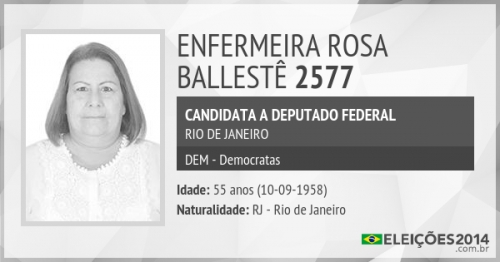 ENFERMEIRA ROSA
BALLESTÊ 2577
CANDIDATA A DEPUTADO FEDERAL
RIO DE JANEIRO
DEM - Democratas
Idade: 55 anos (10-09-1958)
Naturalidade: RJ - Rio de Janeiro
ELEIÇÕES2014
.com.br